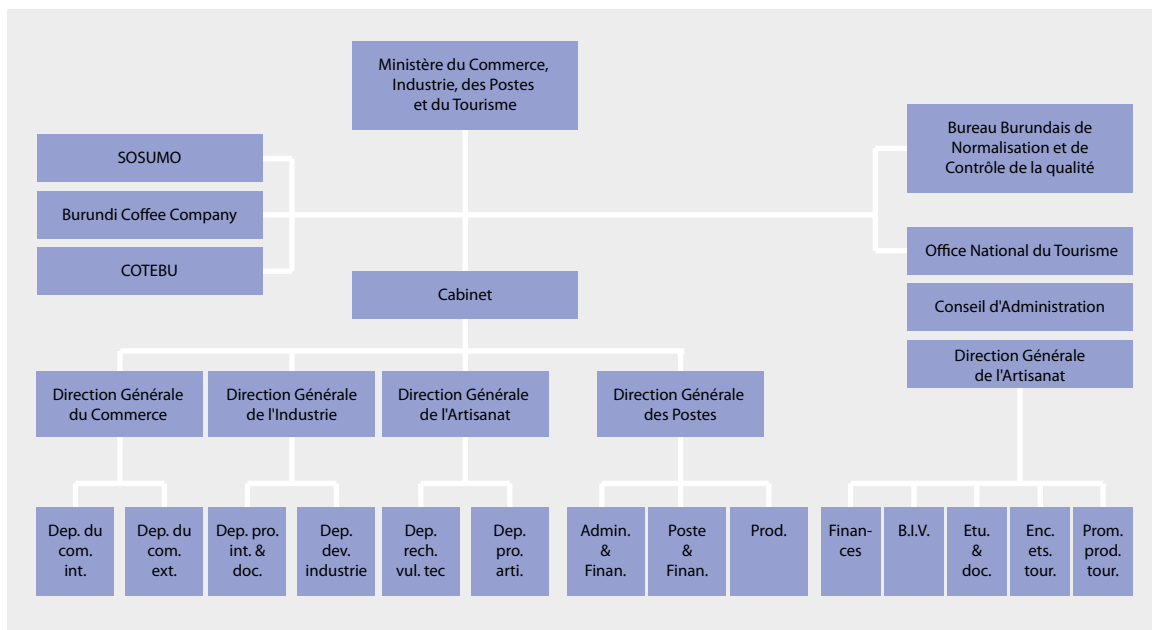 Ministère du Commerce,
Industrie, des Postes
et du Tourisme
SOSUMO
Burundi Coffee Company
COTEBU
Bureau Burundais de
Normalisation et de
Contrôle de la qualité
Office National du Tourisme
Conseil d'Administration
Direction Générale
de l'Artisanat
Cabinet
Direction Générale
du Commerce
Direction Générale
de l'Industrie
Direction Générale
de l'Artisanat
Direction Générale
des Postes
Dep. du
com.
int.
Dep. du
com.
ext.
Dep. pro.
int. &
doc.
Dep.
dev.
industrie
Dep.
rech.
vul. tec
Dep.
pro.
arti.
Admin.
&
Finan.
Poste
&
Finan.
Prod.
Finan-
ces
B.I.V.
Etu.
&
doc.
Enc.
ets.
tour.
Prom.
prod.
tour.